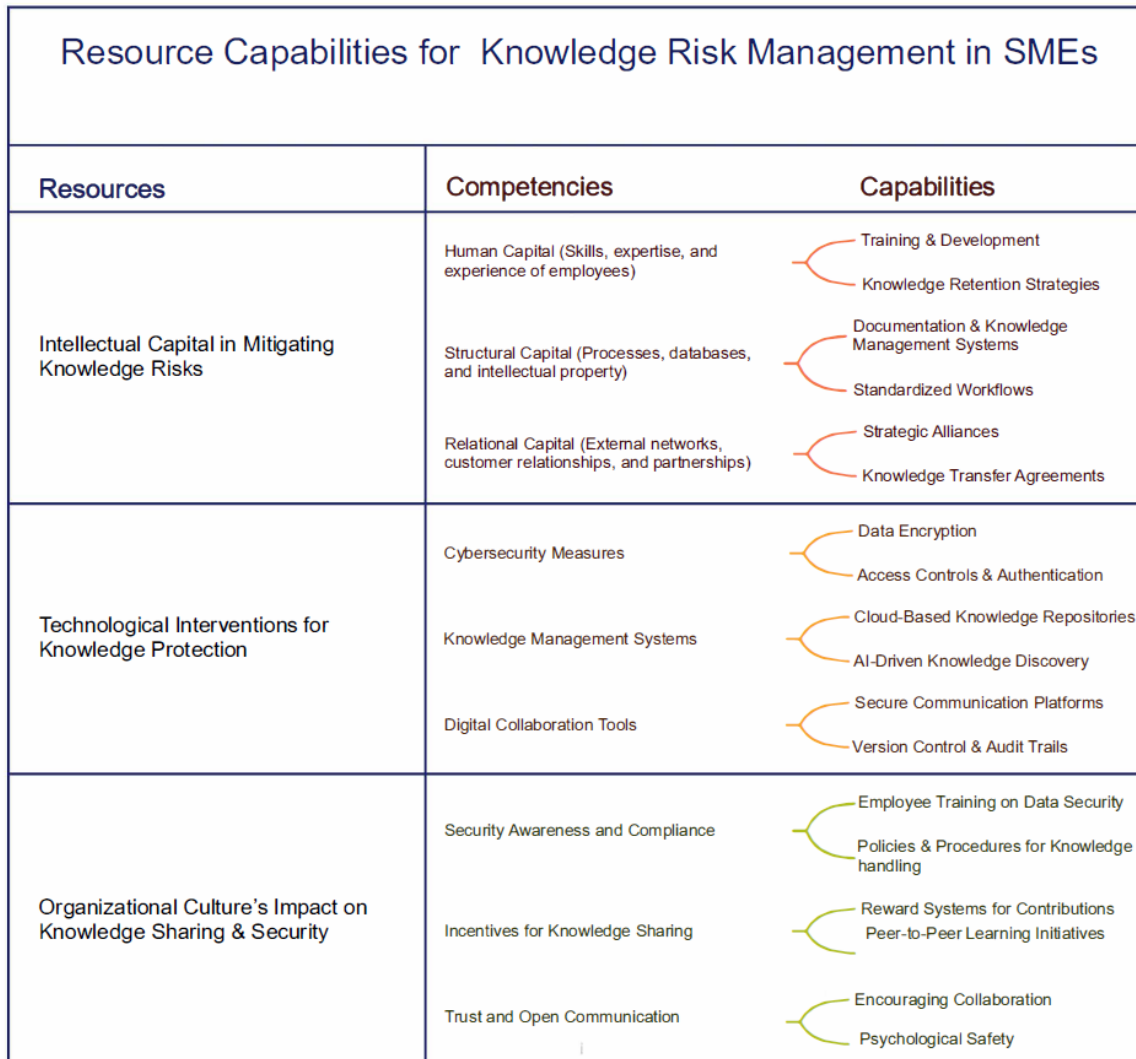 Resource Capabilities for Knowledge Risk Management in SMEs
Resources
Competencies
Capabilities
Intellectual Capital in Mitigating
Knowledge Risks
Human Capital (Skills, expertise, and
experience of employees)
Training & Development
Knowledge Retention Strategies
Structural Capital (Processes, databases,
and intellectual property)
Documentation & Knowledge
Management Systems
Standardized Workflows
Relational Capital (External networks,
customer relationships, and partnerships)
Strategic Alliances
Knowledge Transfer Agreements
Technological Interventions for
Knowledge Protection
Cybersecurity Measures
Data Encryption
Access Controls & Authentication
Knowledge Management Systems
Cloud-Based Knowledge Repositories
AI-Driven Knowledge Discovery
Digital Collaboration Tools
Secure Communication Platforms
Version Control & Audit Trails
Organizational Culture's Impact on
Knowledge Sharing & Security
Security Awareness and Compliance
Employee Training on Data Security
Policies & Procedures for Knowledge
handling
Incentives for Knowledge Sharing
Reward Systems for Contributions
Peer-to-Peer Learning Initiatives
Trust and Open Communication
Encouraging Collaboration
Psychological Safety
i